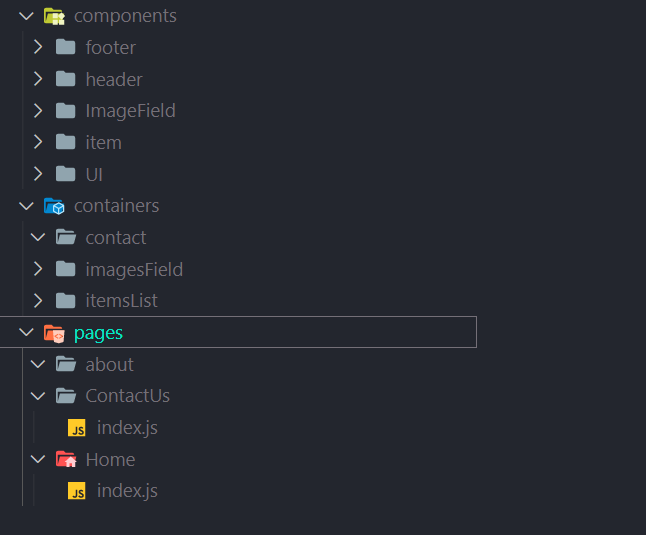 components
footer
header
ImageField
item
UI
containers
contact
imagesField
itemsList
pages
about
ContactUs
JS index.js
Home
JS index.js